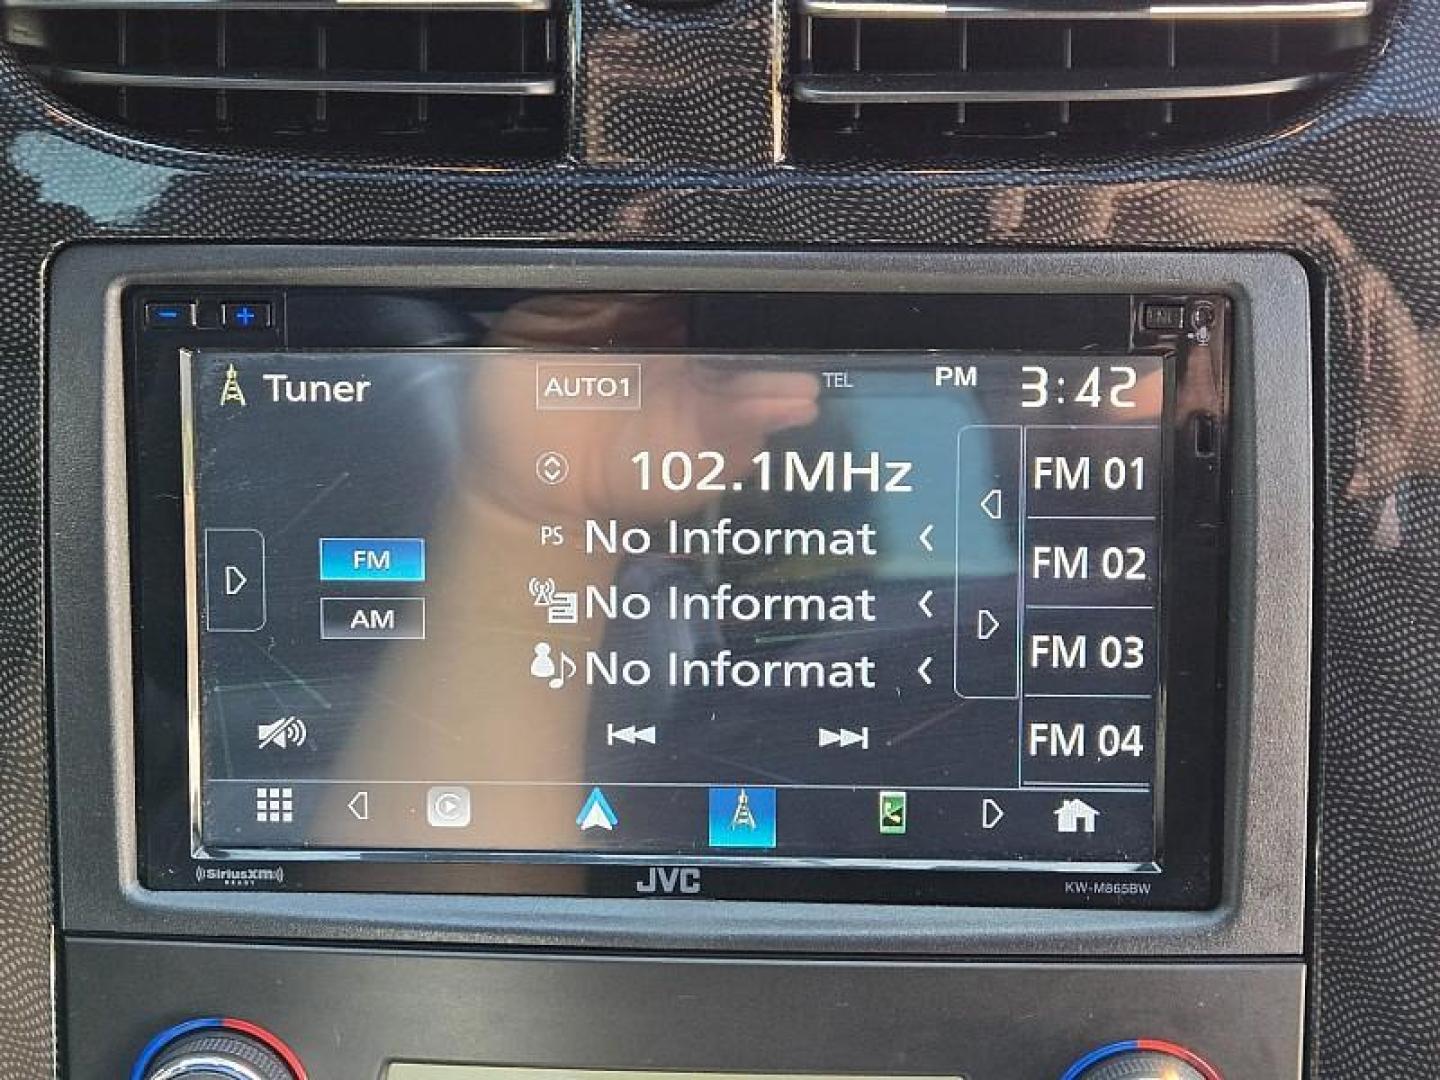 - +
Tuner AUTO1 TEL PM 3:42
102.1MHz FM 01
PS No Informat
FM FM 02
No Informat
AM
No Informat FM 03
FM 04
((SiriusXM)) JVC KW-M865BW
READY